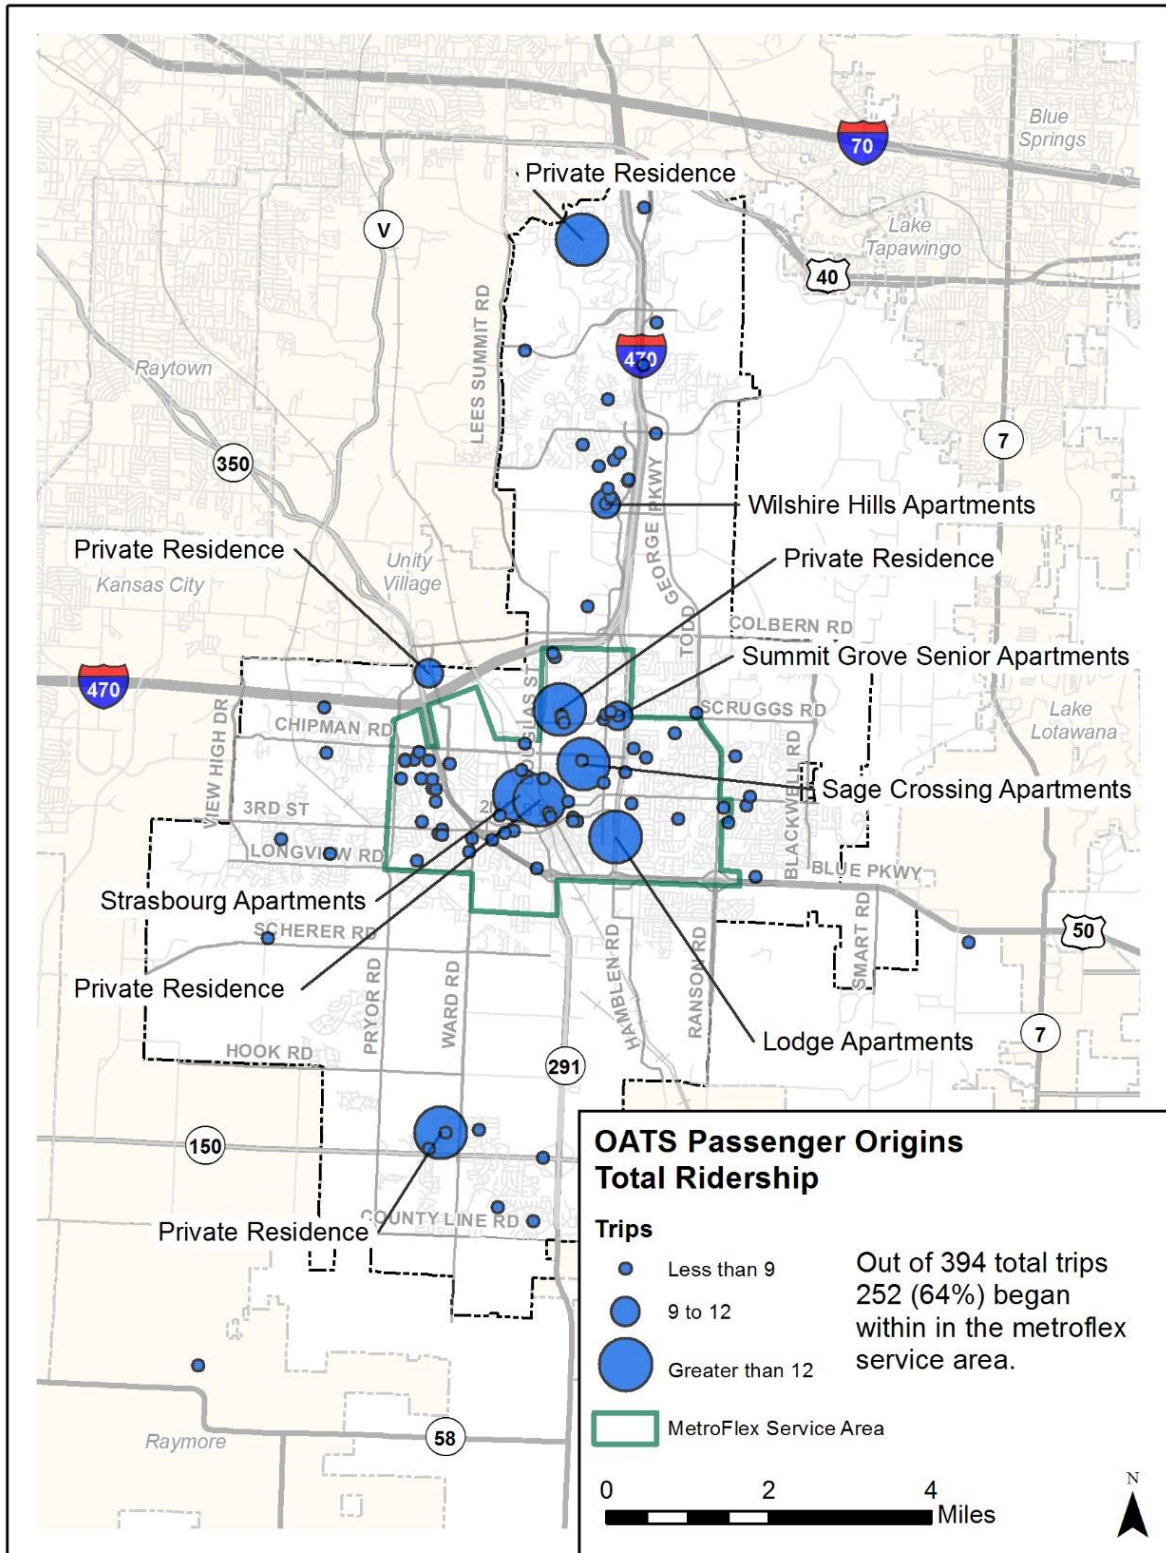 Blue
Springs
70
Private Residence
V
Lake
Tapawingo
40
LEES SUMMIT RD
470
Raytown
7
350
GEORGE PKWY
Wilshire Hills Apartments
Private Residence
Private Residence
Unity
Village
Kansas City
TODD
COLBERN RD
Summit Grove Senior Apartments
470
DOUGLAS ST
SCRUGGS RD
Lake
Lotawana
VIEW HIGH DR
CHIPMAN RD
BLACKWELL RD
Sage Crossing Apartments
3RD ST
LONGVIEW RD
BLUE PKWY
Strasbourg Apartments
SCHERER RD
SMART RD
50
Private Residence
PRYOR RD
WARD RD
HAMBLEN RD
RANSON RD
Lodge Apartments
7
HOOK RD
291
150
Private Residence
COUNTY LINE RD
Raymore
58
OATS Passenger Origins
Total Ridership
Trips
Less than 9
9 to 12
Greater than 12
MetroFlex Service Area
Out of 394 total trips
252 (64%) began
within in the metroflex
service area.
0 2 4
Miles
N